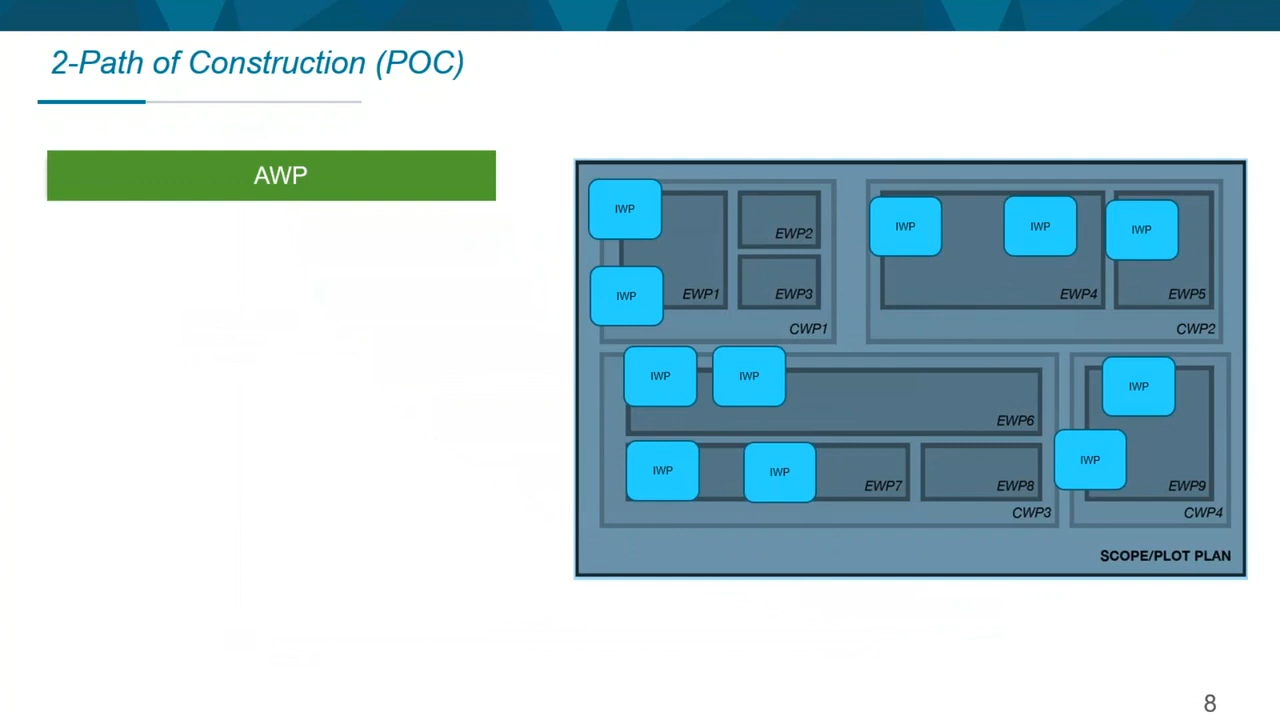 2-Path of Construction (POC)
AWP
IWP
EWP2
IWP
EWP1
EWP3
CWP1
IWP
IWP
IWP
EWP4
EWP5
CWP2
IWP
IWP
EWP6
IWP
IWP
EWP7
EWP8
CWP3
IWP
IWP
EWP9
CWP4
SCOPE/PLOT PLAN
8